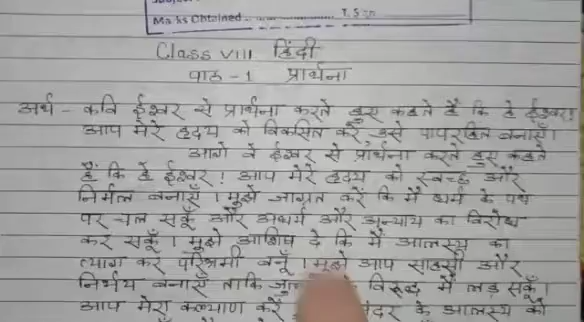 Marks Obtained
Class VIII हिंदी
पाठ - 1 प्रार्थना
अर्थ - कवि ईश्वर से प्रार्थना करते हुए कहते हैं कि हे ईश्वर!
आप मेरे हृदय को विकसित करें, उसे पापरहित बनाएँ।
आगे वे ईश्वर से प्रार्थना करते हुए कहते
हैं कि हे ईश्वर! आप मेरे हृदय को स्वच्छ और
निर्मल बनाएँ। मुझे जाग्रत करें कि मैं धर्म के पथ
पर चल सकूँ और अधर्म और अन्याय का विरोध
कर सकूँ। मुझे आशिष दें कि मैं आलस्य का
त्याग कर परिश्रमी बनूँ। मुझे आप साहसी और
निर्भय बनाएँ ताकि विरूद्ध में लड़ सकूँ।
आप मेरा कल्याण करें के आलस्य को